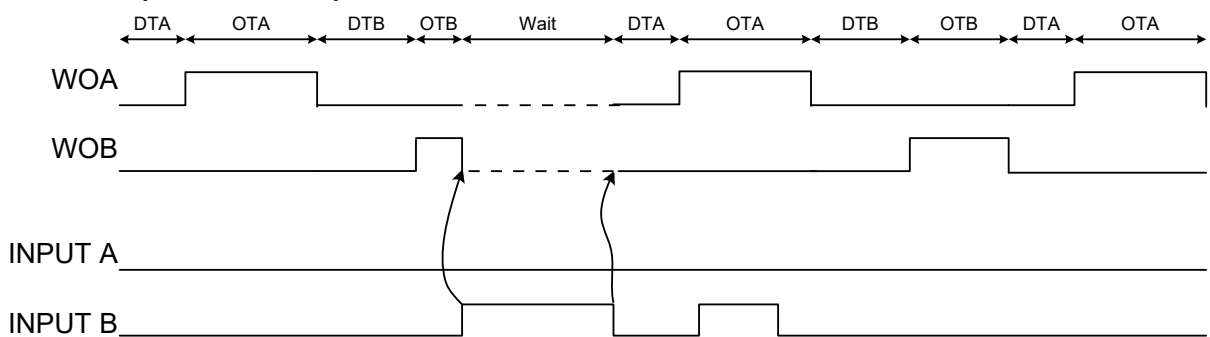 DTA OTA DTB OTB Wait DTA OTA DTB OTB DTA OTA
WOA
WOB
INPUT A
INPUT B